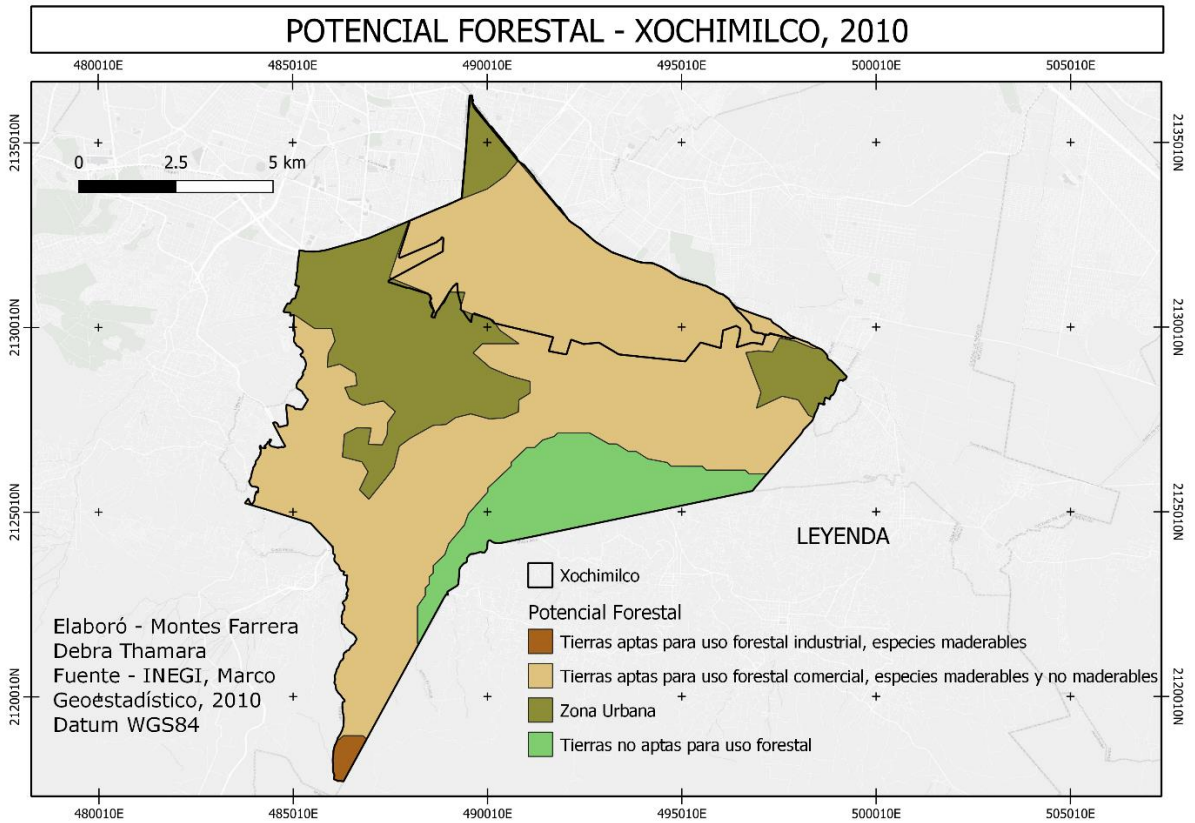 POTENCIAL FORESTAL - XOCHIMILCO, 2010
480010E 485010E 490010E 495010E 500010E 505010E
2135010N 2135010N
0 2.5 5 km
2130010N 2130010N
2125010N 2125010N
LEYENDA
Xochimilco
Potencial Forestal
Tierras aptas para uso forestal industrial, especies maderables
Tierras aptas para uso forestal comercial, especies maderables y no maderables
Zona Urbana
Tierras no aptas para uso forestal
Elaboró - Montes Farrera
Debra Thamara
Fuente - INEGI, Marco
Geoestadístico, 2010
Datum WGS84
2120010N 2120010N
480010E 485010E 490010E 495010E 500010E 505010E